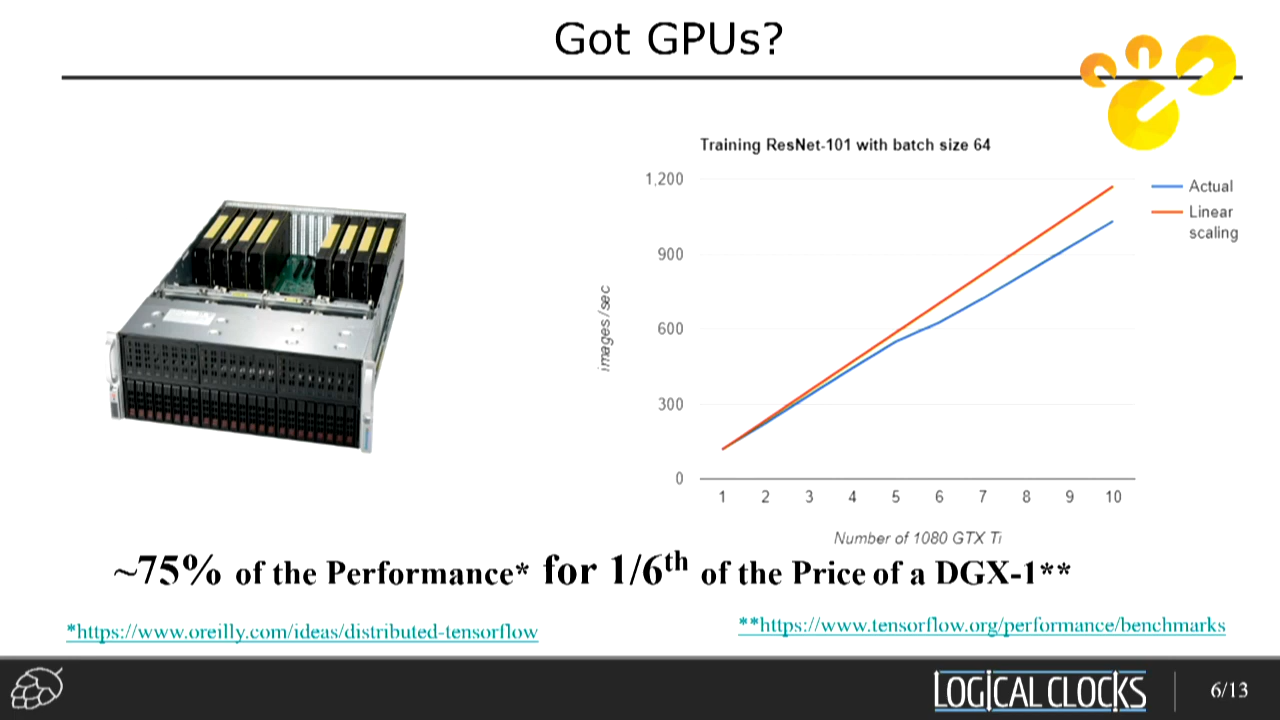 Got GPUs?
Training ResNet-101 with batch size 64
1,200
900
600
300
0
images/sec
1 2 3 4 5 6 7 8 9 10
Number of 1080 GTX Ti
Actual
Linear
scaling
~75% of the Performance* for 1/6th of the Price of a DGX-1**
*https://www.oreilly.com/ideas/distributed-tensorflow
**https://www.tensorflow.org/performance/benchmarks
LOGICAL CLOCKS
6/13